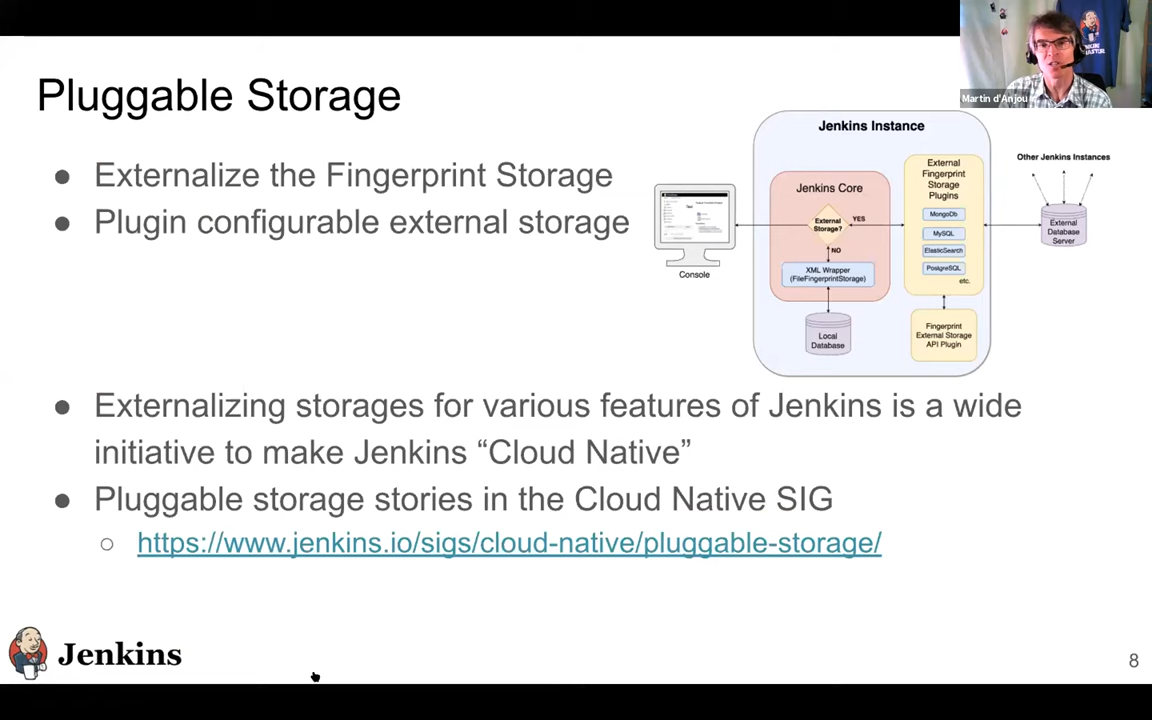 Pluggable Storage
Martin d'Anjou
● Externalize the Fingerprint Storage
● Plugin configurable external storage
Jenkins Instance
Jenkins Core
External
Storage?
YES
NO
XML Wrapper
(FileFingerprintStorage)
Local
Database
Console
External
Fingerprint
Storage
Plugins
MongoDb
MySQL
ElasticSearch
PostgreSQL
etc.
Fingerprint
External Storage
API Plugin
Other Jenkins Instances
External
Database
Server
● Externalizing storages for various features of Jenkins is a wide
initiative to make Jenkins “Cloud Native”
● Pluggable storage stories in the Cloud Native SIG
○ https://www.jenkins.io/sigs/cloud-native/pluggable-storage/
Jenkins
8